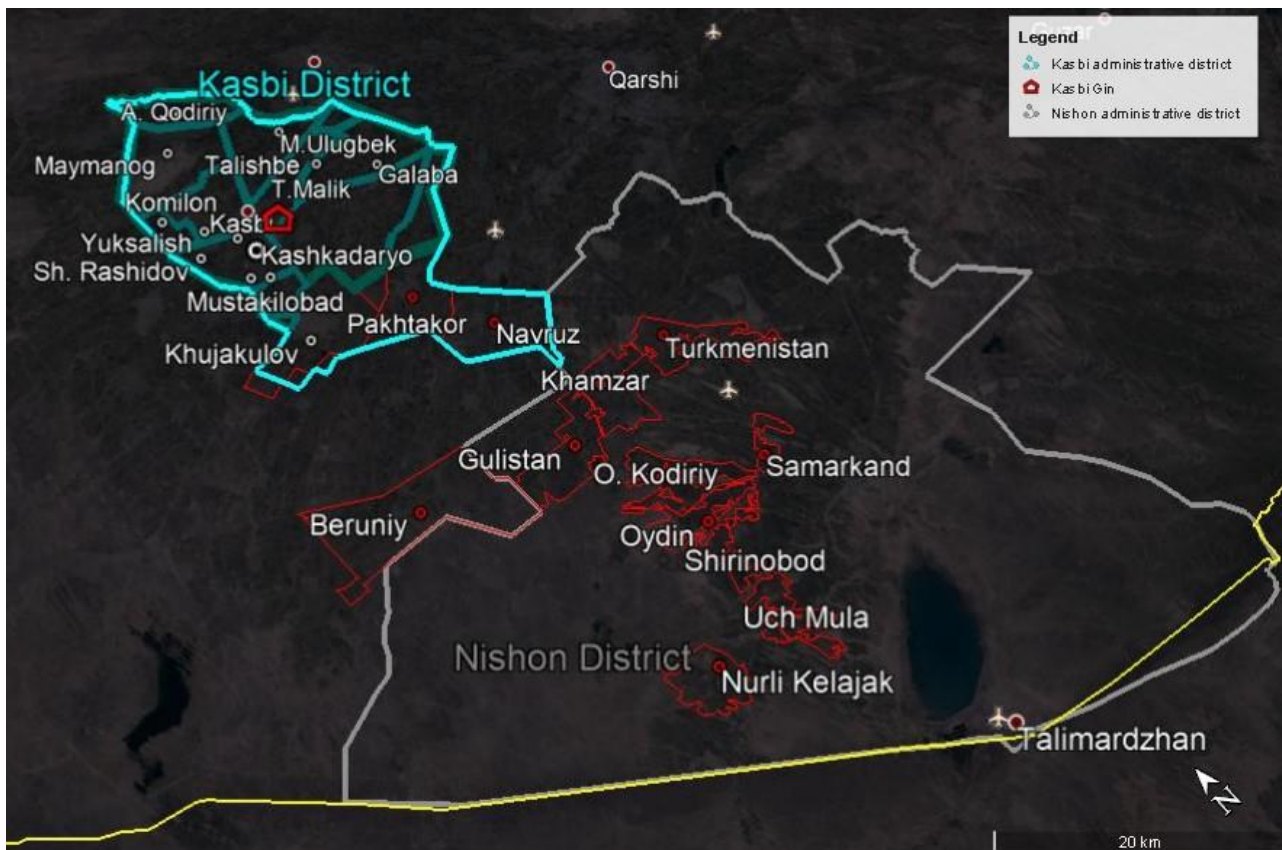 Guzar
Legend
Kasbi administrative district
Kasbi Gin
Nishon administrative district
Kasbi District
Qarshi
A. Qodiriy
M.Ulugbek
Maymanog
Talishbe
Galaba
T.Malik
Komilon
Kasb
Yuksalish
Kashkadaryo
Sh. Rashidov
Mustakilobad
Pakhtakor
Navruz
Khujakulov
Turkmenistan
Khamzar
Gulistan
O. Kodiriy
Samarkand
Beruniy
Oydin
Shirinobod
Uch Mula
Nishon District
Nurli Kelajak
Talimardzhan
N
20 km